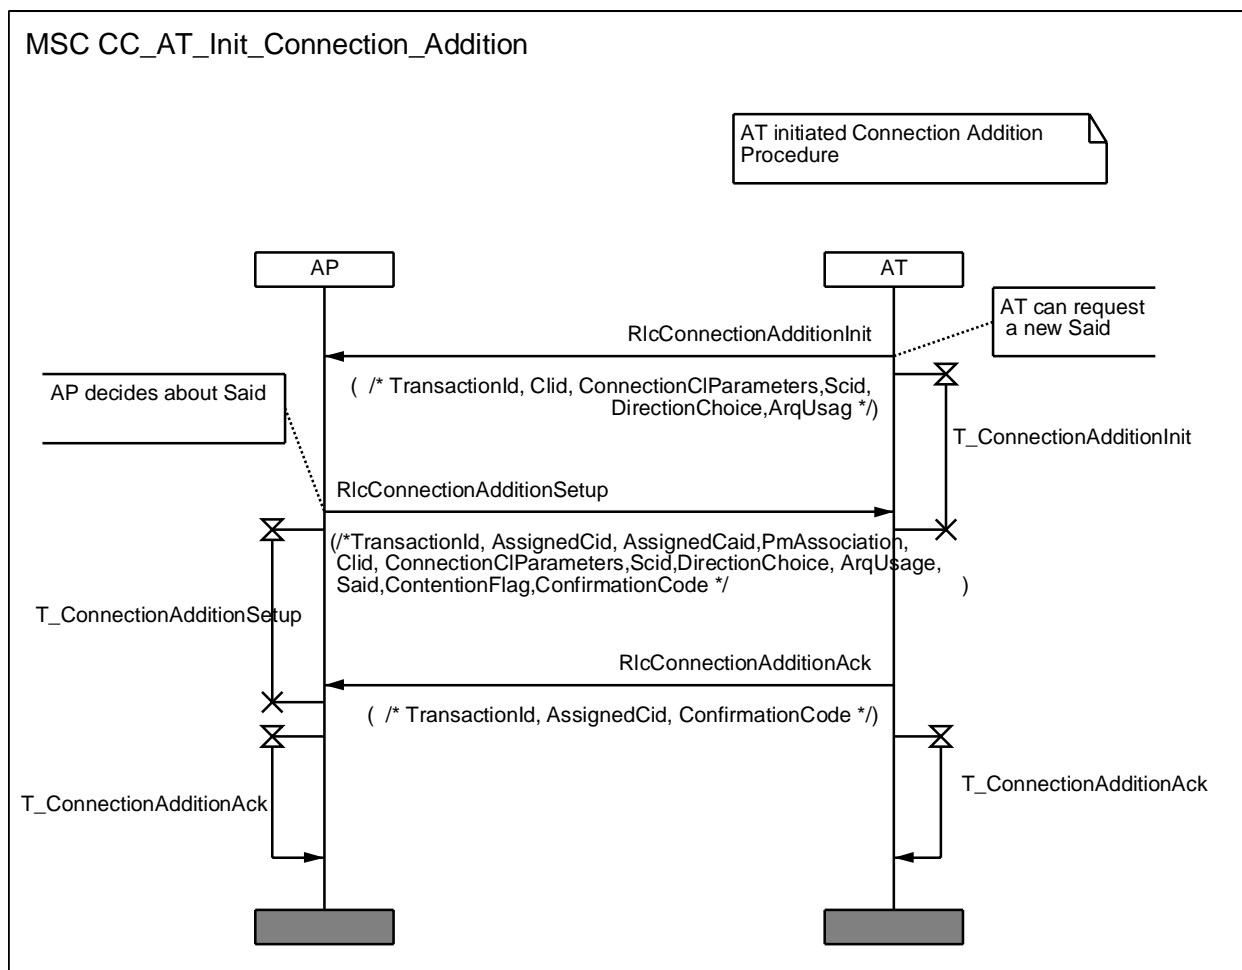 MSC CC_AT_Init_Connection_Addition
AT initiated Connection Addition
Procedure
AP
AT
AT can request
a new Said
RlcConnectionAdditionInit
( /* TransactionId, Clid, ConnectionClParameters,Scid,
DirectionChoice,ArqUsag */)
AP decides about Said
T_ConnectionAdditionInit
RlcConnectionAdditionSetup
(/*TransactionId, AssignedCid, AssignedCaid,PmAssociation,
Clid, ConnectionClParameters,Scid,DirectionChoice, ArqUsage,
Said,ContentionFlag,ConfirmationCode */ )
T_ConnectionAdditionSetup
RlcConnectionAdditionAck
( /* TransactionId, AssignedCid, ConfirmationCode */)
T_ConnectionAdditionAck
T_ConnectionAdditionAck